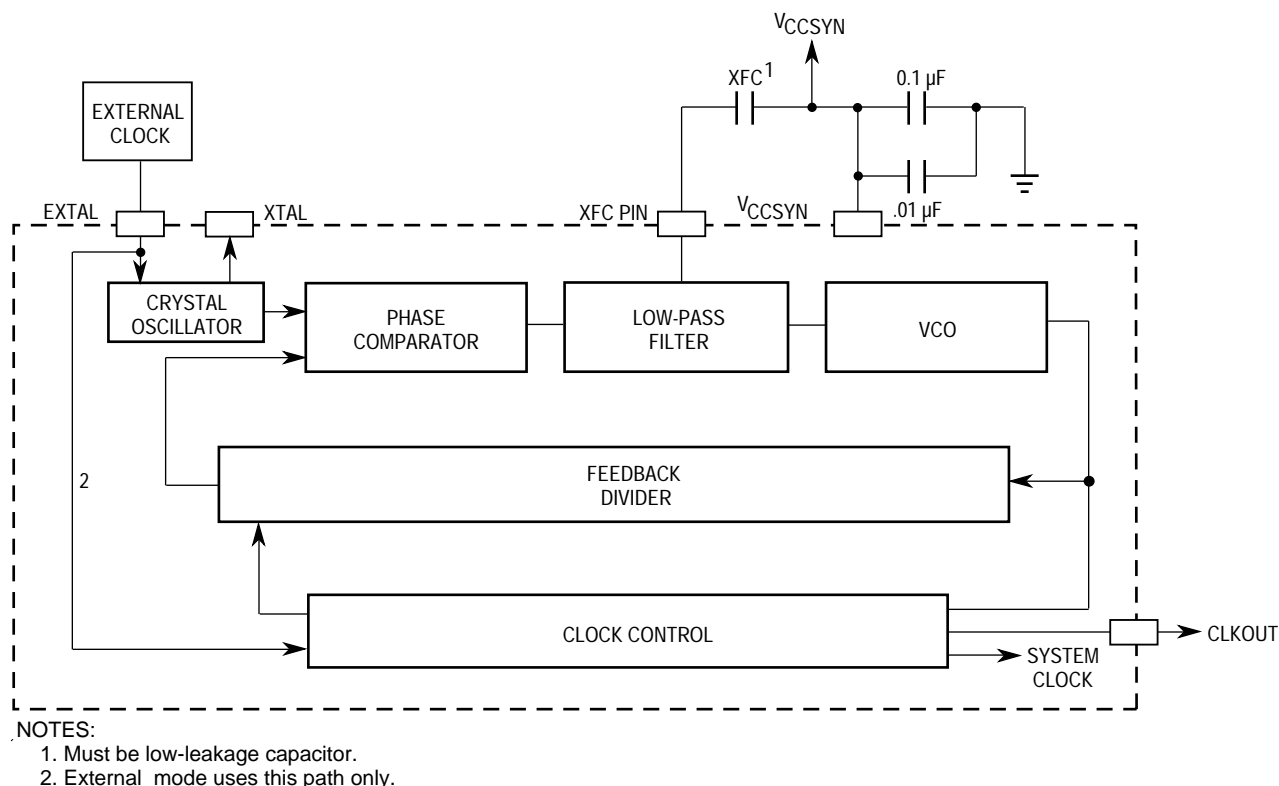 VCCSYN
XFC1
0.1 µF
EXTERNAL
CLOCK
.01 µF
EXTAL
XTAL
XFC PIN
VCCSYN
CRYSTAL
OSCILLATOR
PHASE
COMPARATOR
LOW-PASS
FILTER
VCO
2
FEEDBACK
DIVIDER
CLOCK CONTROL
CLKOUT
SYSTEM
CLOCK
NOTES:
1. Must be low-leakage capacitor.
2. External mode uses this path only.